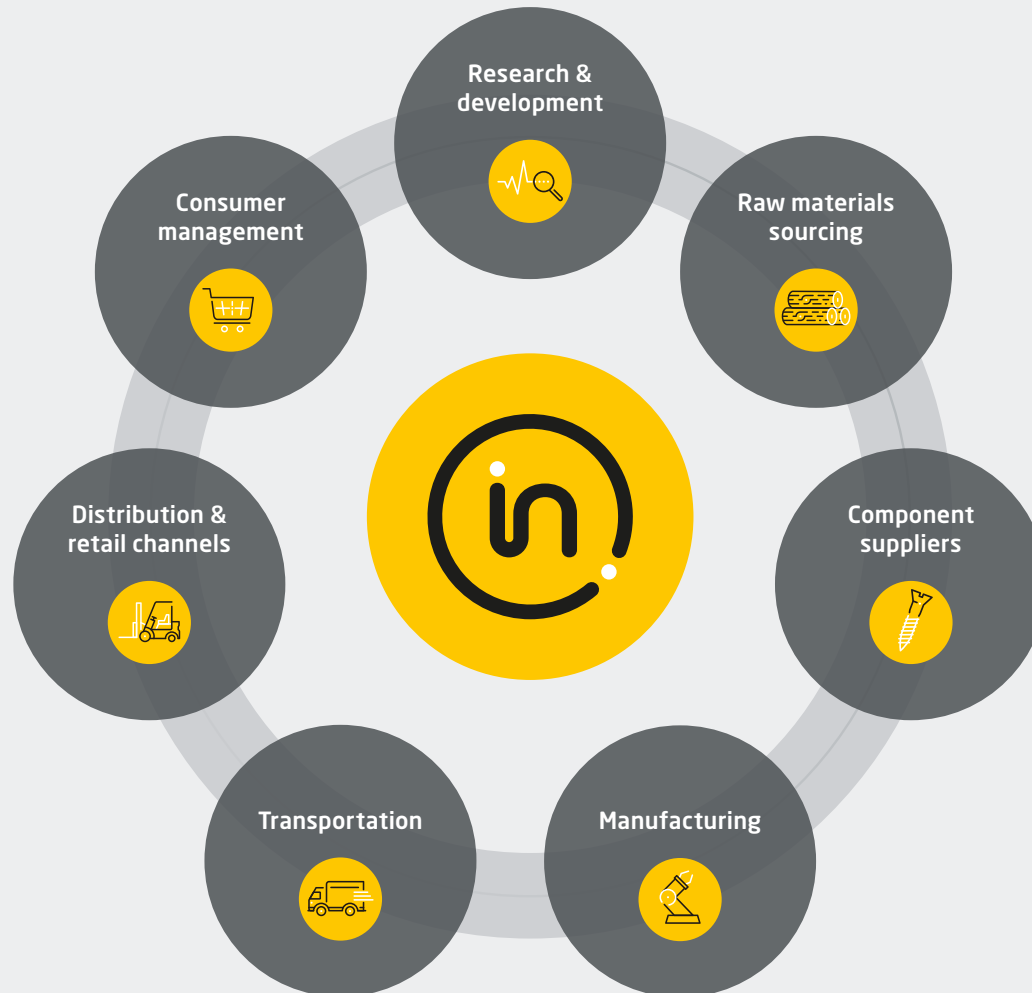 Research &
development
Raw materials
sourcing
Component
suppliers
Manufacturing
Transportation
Distribution &
retail channels
Consumer
management
in